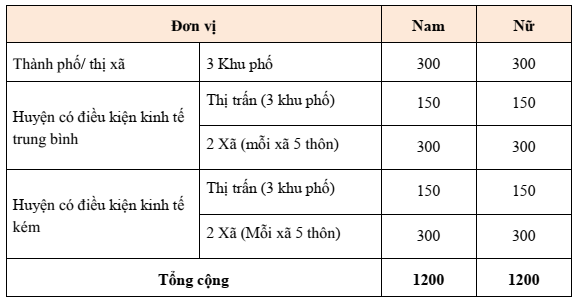 Đơn vị Nam Nữ
Thành phố/ thị xã 3 Khu phố 300 300
Huyện có điều kiện kinh tế trung bình Thị trấn (3 khu phố) 150 150
2 Xã (mỗi xã 5 thôn) 300 300
Huyện có điều kiện kinh tế kém Thị trấn (3 khu phố) 150 150
2 Xã (Mỗi xã 5 thôn) 300 300
Tổng cộng 1200 1200